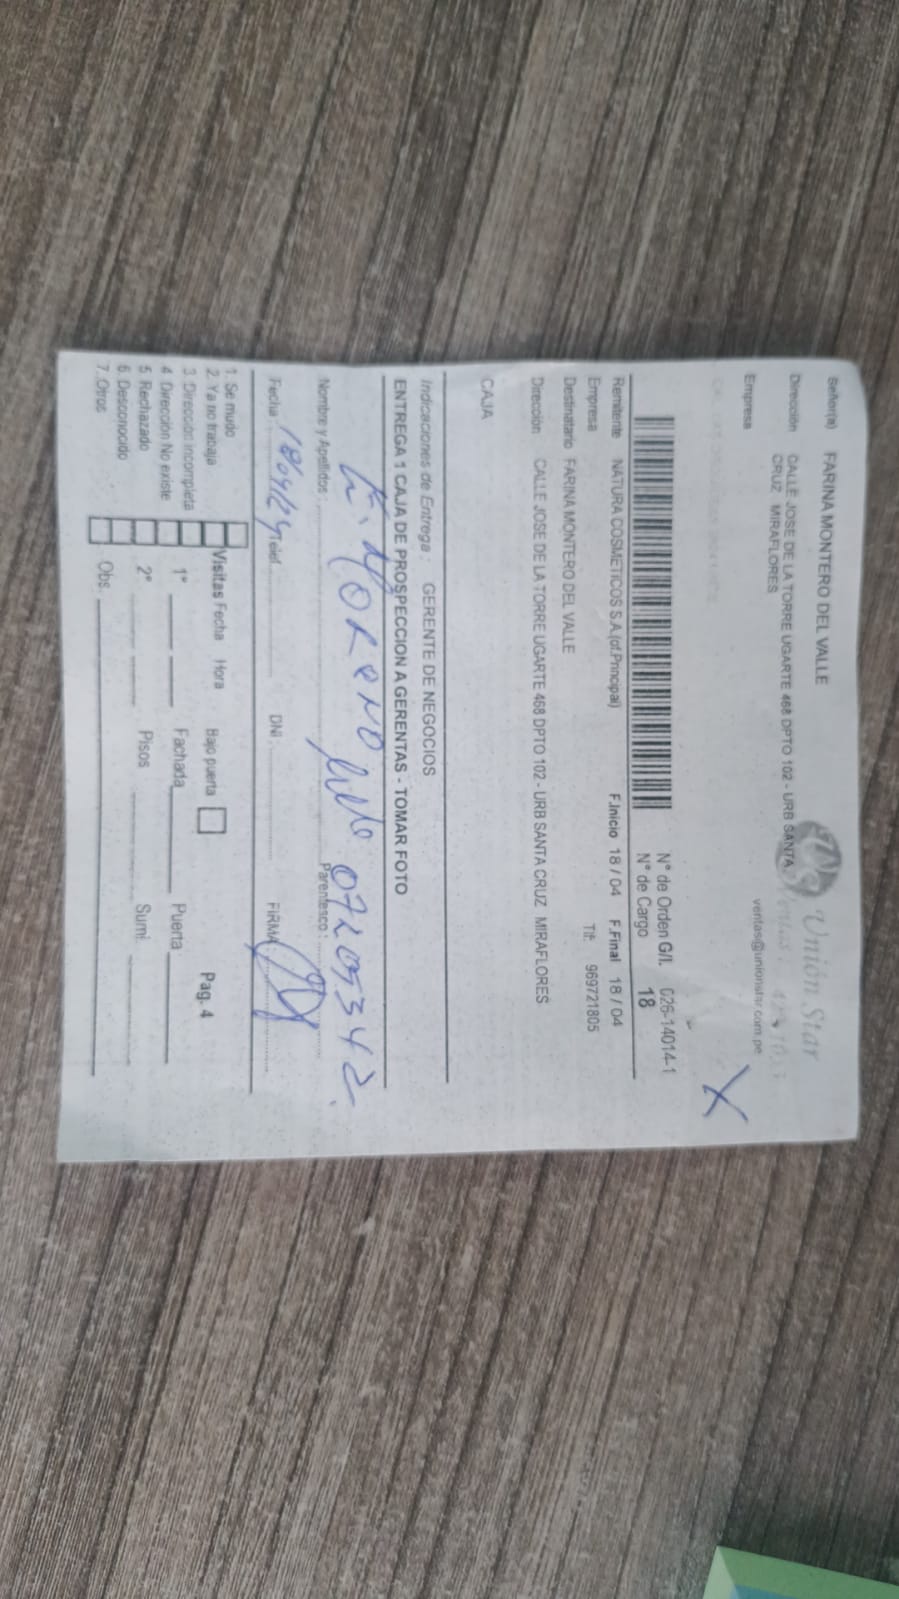 Unión Star
ventas@unionstar.com.pe
Señor(a) FARINA MONTERO DEL VALLE
Dirección CALLE JOSE DE LA TORRE UGARTE 468 DPTO 102 - URB SANTA
CRUZ MIRAFLORES
Empresa
X
N° de Orden G/I. 026-14014-1
N° de Cargo 18
Remitente NATURA COSMETICOS S.A.(of.Principal) F.Inicio 18 / 04 F.Final 18 / 04
Empresa Tlf: 969721805
Destinatario FARINA MONTERO DEL VALLE
Dirección CALLE JOSE DE LA TORRE UGARTE 468 DPTO 102 - URB SANTA CRUZ MIRAFLORES
CAJA
Indicaciones de Entrega : GERENTE DE NEGOCIOS
ENTREGA 1 CAJA DE PROSPECCION A GERENTAS - TOMAR FOTO
MORENO
Nombre y Apellidos : Parentesco :
Fecha : 18/04/24 Telef. DNI : FIRMA
1. Se mudo
2. Ya no trabaja
3. Dirección incompleta
4 Dirección No existe
5 Rechazado
6 Desconocido
7. Otros
Visitas Fecha Hora Bajo puerta Pag. 4
1° Fachada Puerta
2° Pisos Sumi.
Obs.